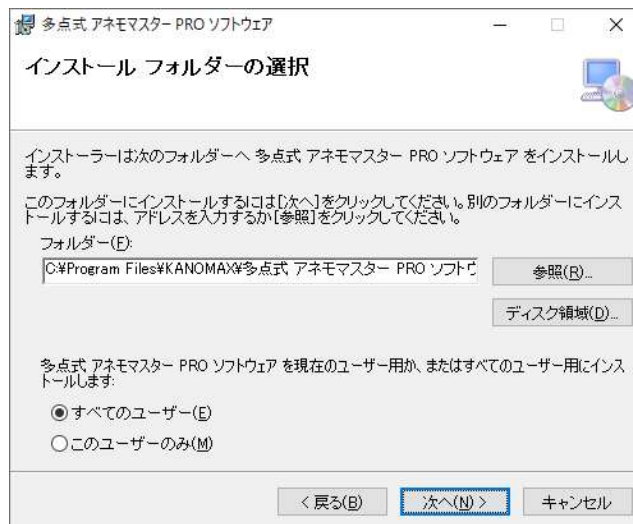 多点式 アネモマスター PRO ソフトウェア
インストール フォルダーの選択
インストーラーは次のフォルダーへ 多点式 アネモマスター PRO ソフトウェア をインストールし
ます。
このフォルダーにインストールするには[次へ]をクリックしてください。別のフォルダーにインス
トールするには、アドレスを入力するか[参照]をクリックしてください。
フォルダー(F):
C:¥Program Files¥KANOMAX¥多点式 アネモマスター PRO ソフトウ
参照(R)...
ディスク領域(D)...
多点式 アネモマスター PRO ソフトウェア を現在のユーザー用か、またはすべてのユーザー用にインス
トールします:
すべてのユーザー(E)
このユーザーのみ(M)
< 戻る(B)
次へ(N) >
キャンセル